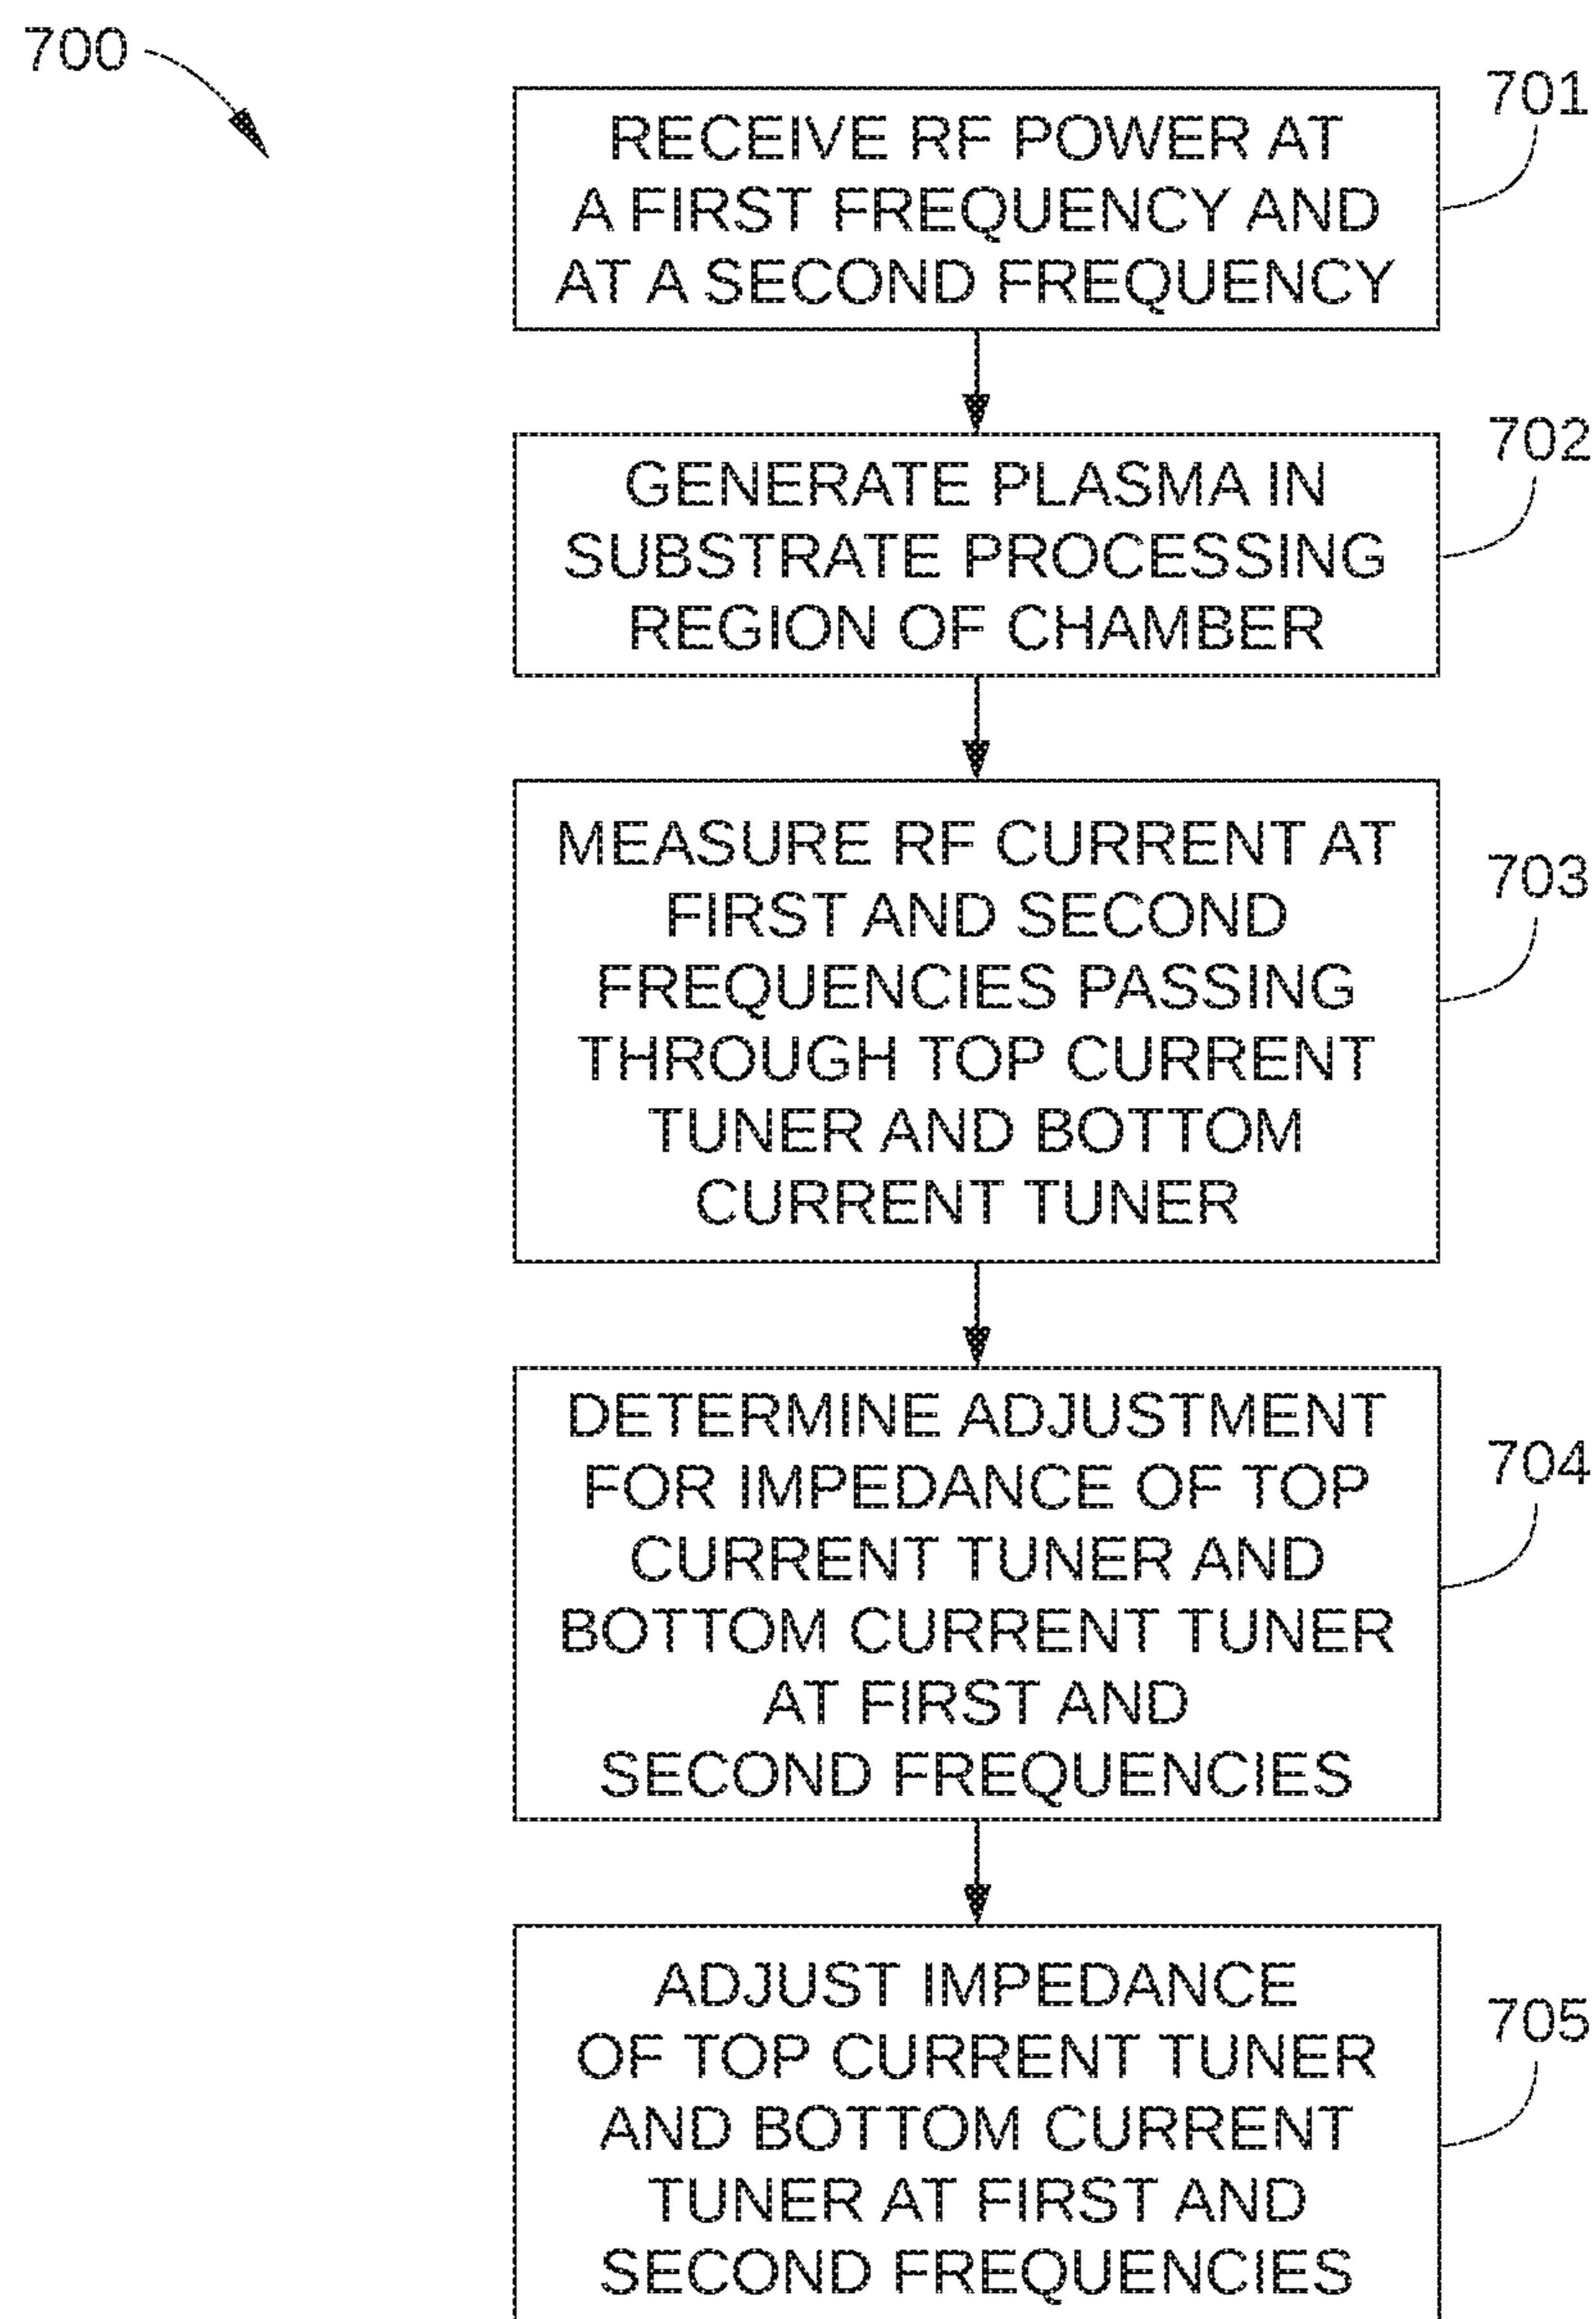 700
701
RECEIVE RF POWER AT
A FIRST FREQUENCY AND
AT A SECOND FREQUENCY
702
GENERATE PLASMA IN
SUBSTRATE PROCESSING
REGION OF CHAMBER
703
MEASURE RF CURRENT AT
FIRST AND SECOND
FREQUENCIES PASSING
THROUGH TOP CURRENT
TUNER AND BOTTOM
CURRENT TUNER
704
DETERMINE ADJUSTMENT
FOR IMPEDANCE OF TOP
CURRENT TUNER AND
BOTTOM CURRENT TUNER
AT FIRST AND
SECOND FREQUENCIES
705
ADJUST IMPEDANCE
OF TOP CURRENT TUNER
AND BOTTOM CURRENT
TUNER AT FIRST AND
SECOND FREQUENCIES